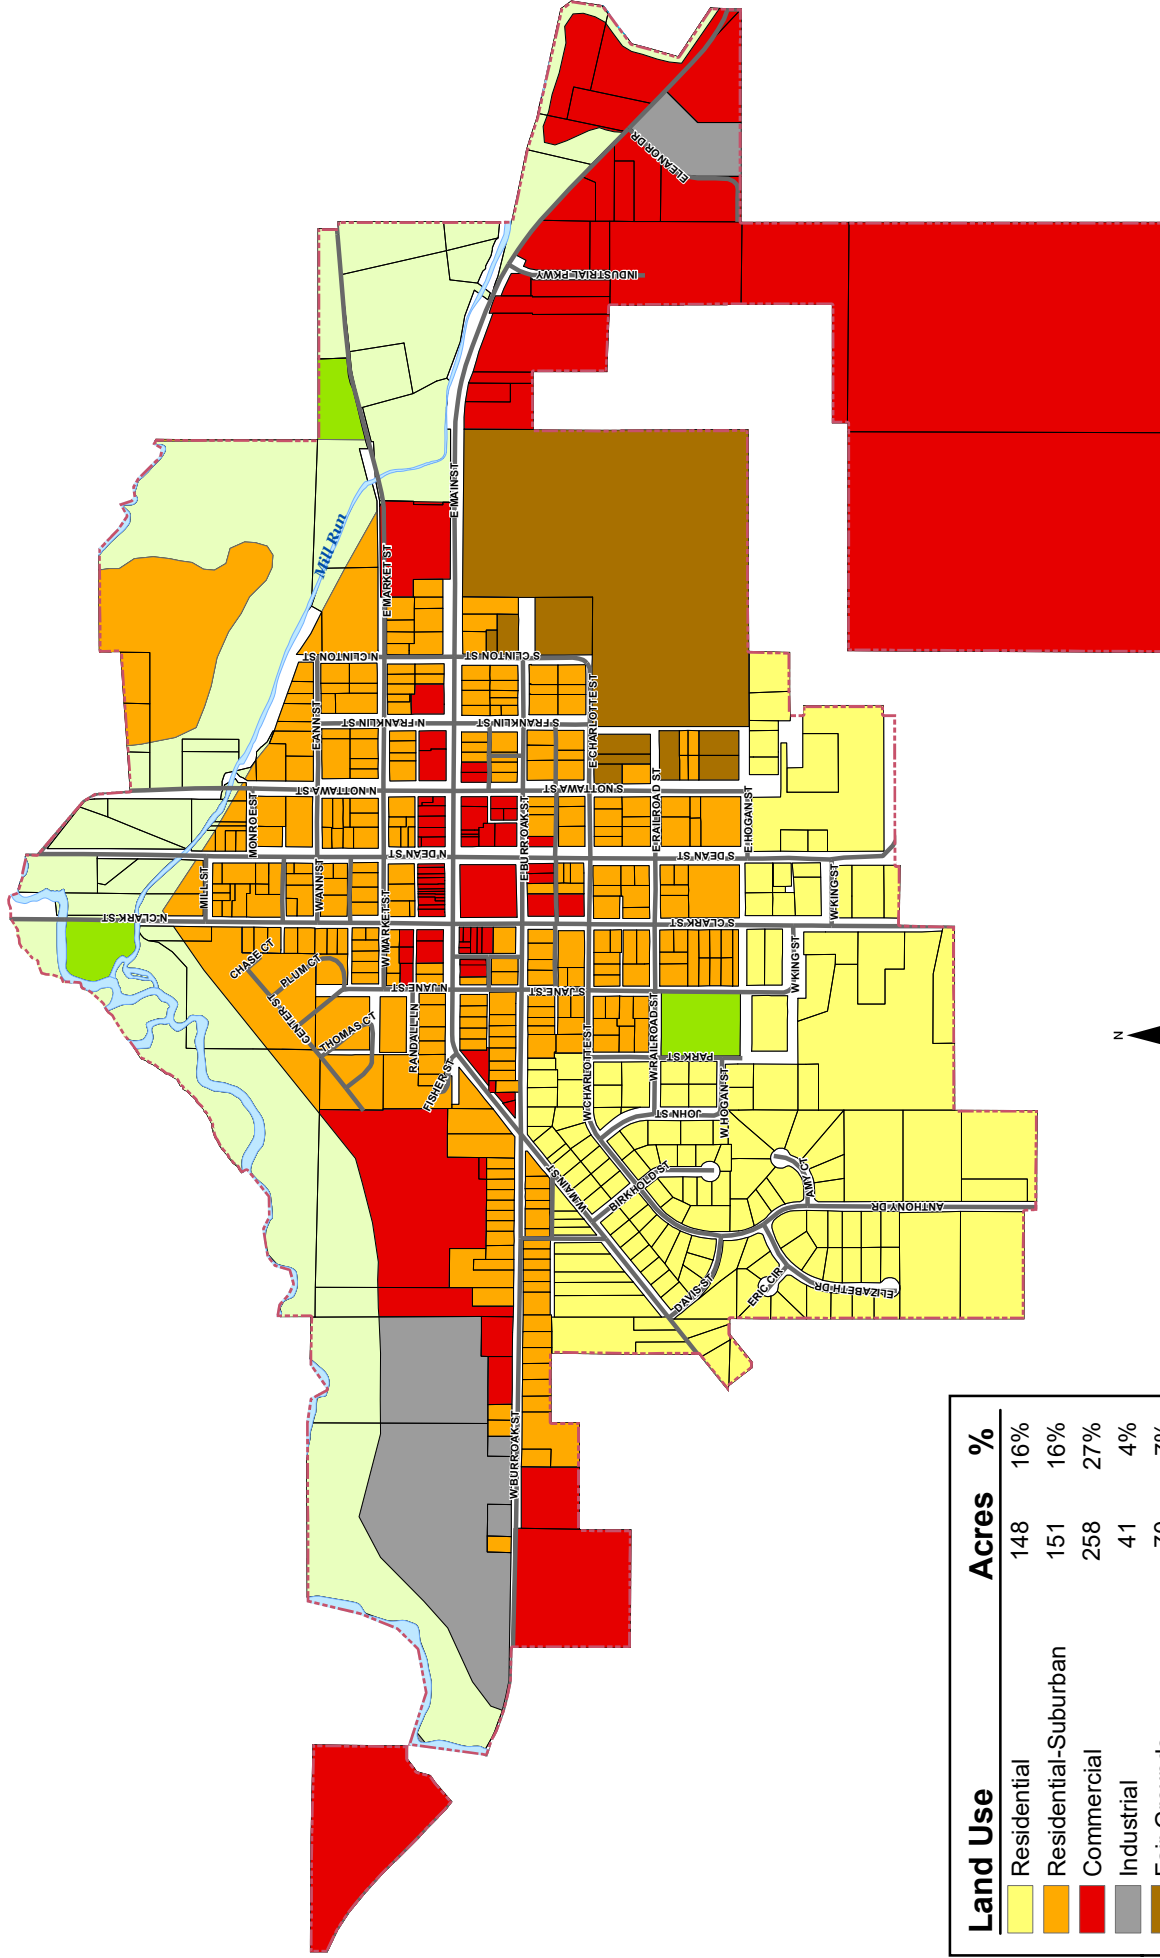 Mill Run
N CLARK ST
MILL ST
MONROE ST
CHASE CT
PLUM CT
CENTER ST
THOMAS CT
RANDALL LN
FISHER ST
W ANN ST
E ANN ST
N CLINTON ST
N FRANKLIN ST
N NOTTAWA ST
N DEAN ST
N JANE ST
W MARKET ST
E MARKET ST
E MAIN ST
W MAIN ST
S CLINTON ST
S FRANKLIN ST
S NOTTAWA ST
E BURR OAK ST
W BURR OAK ST
E CHARLOTTE ST
W CHARLOTTE ST
S JANE ST
E RAILROAD ST
W RAILROAD ST
S DEAN ST
S CLARK ST
E HOGAN ST
W HOGAN ST
W KING ST
W KING ST
PARK ST
JOHN ST
BIRKHOLD ST
AMY CT
ANTHONY DR
DAVIS ST
ERIC CIR
ELIZABETH DR
ELEANOR DR
INDUSTRIAL PKWY
N
Land Use Acres %
Residential 148 16%
Residential-Suburban 151 16%
Commercial 258 27%
Industrial 41 4%